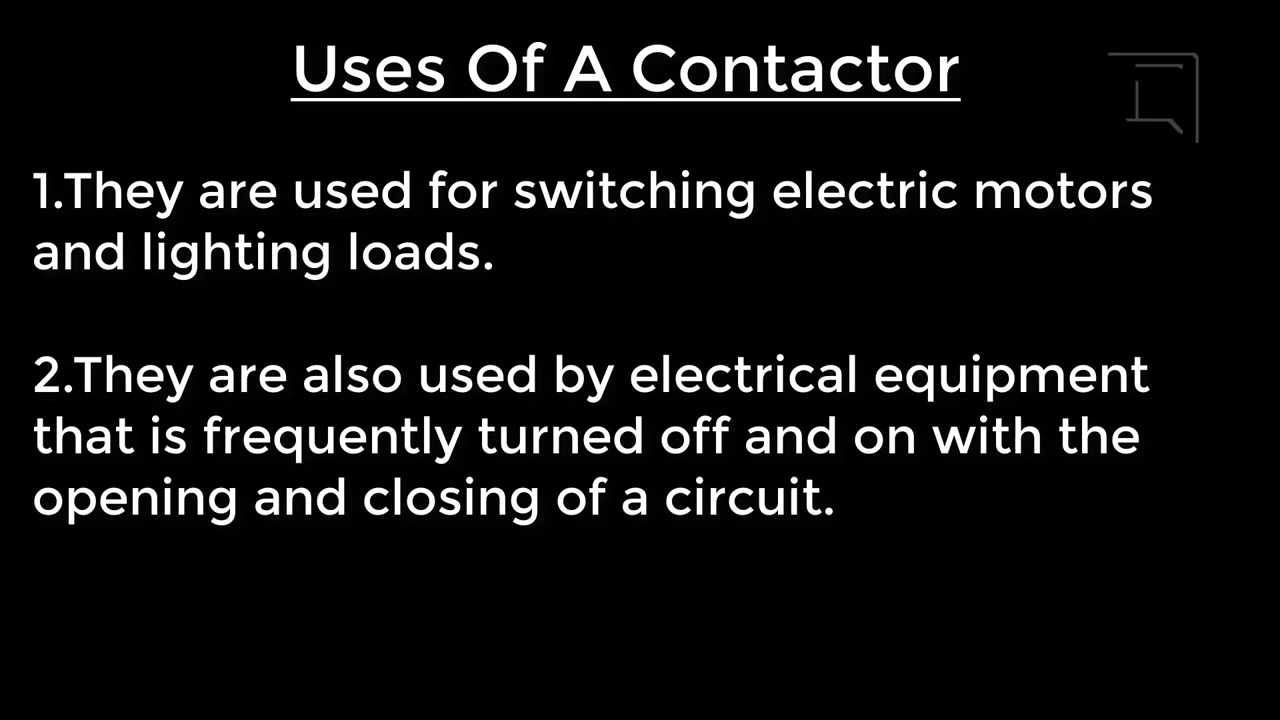 Uses Of A Contactor
1.They are used for switching electric motors
and lighting loads.
2.They are also used by electrical equipment
that is frequently turned off and on with the
opening and closing of a circuit.